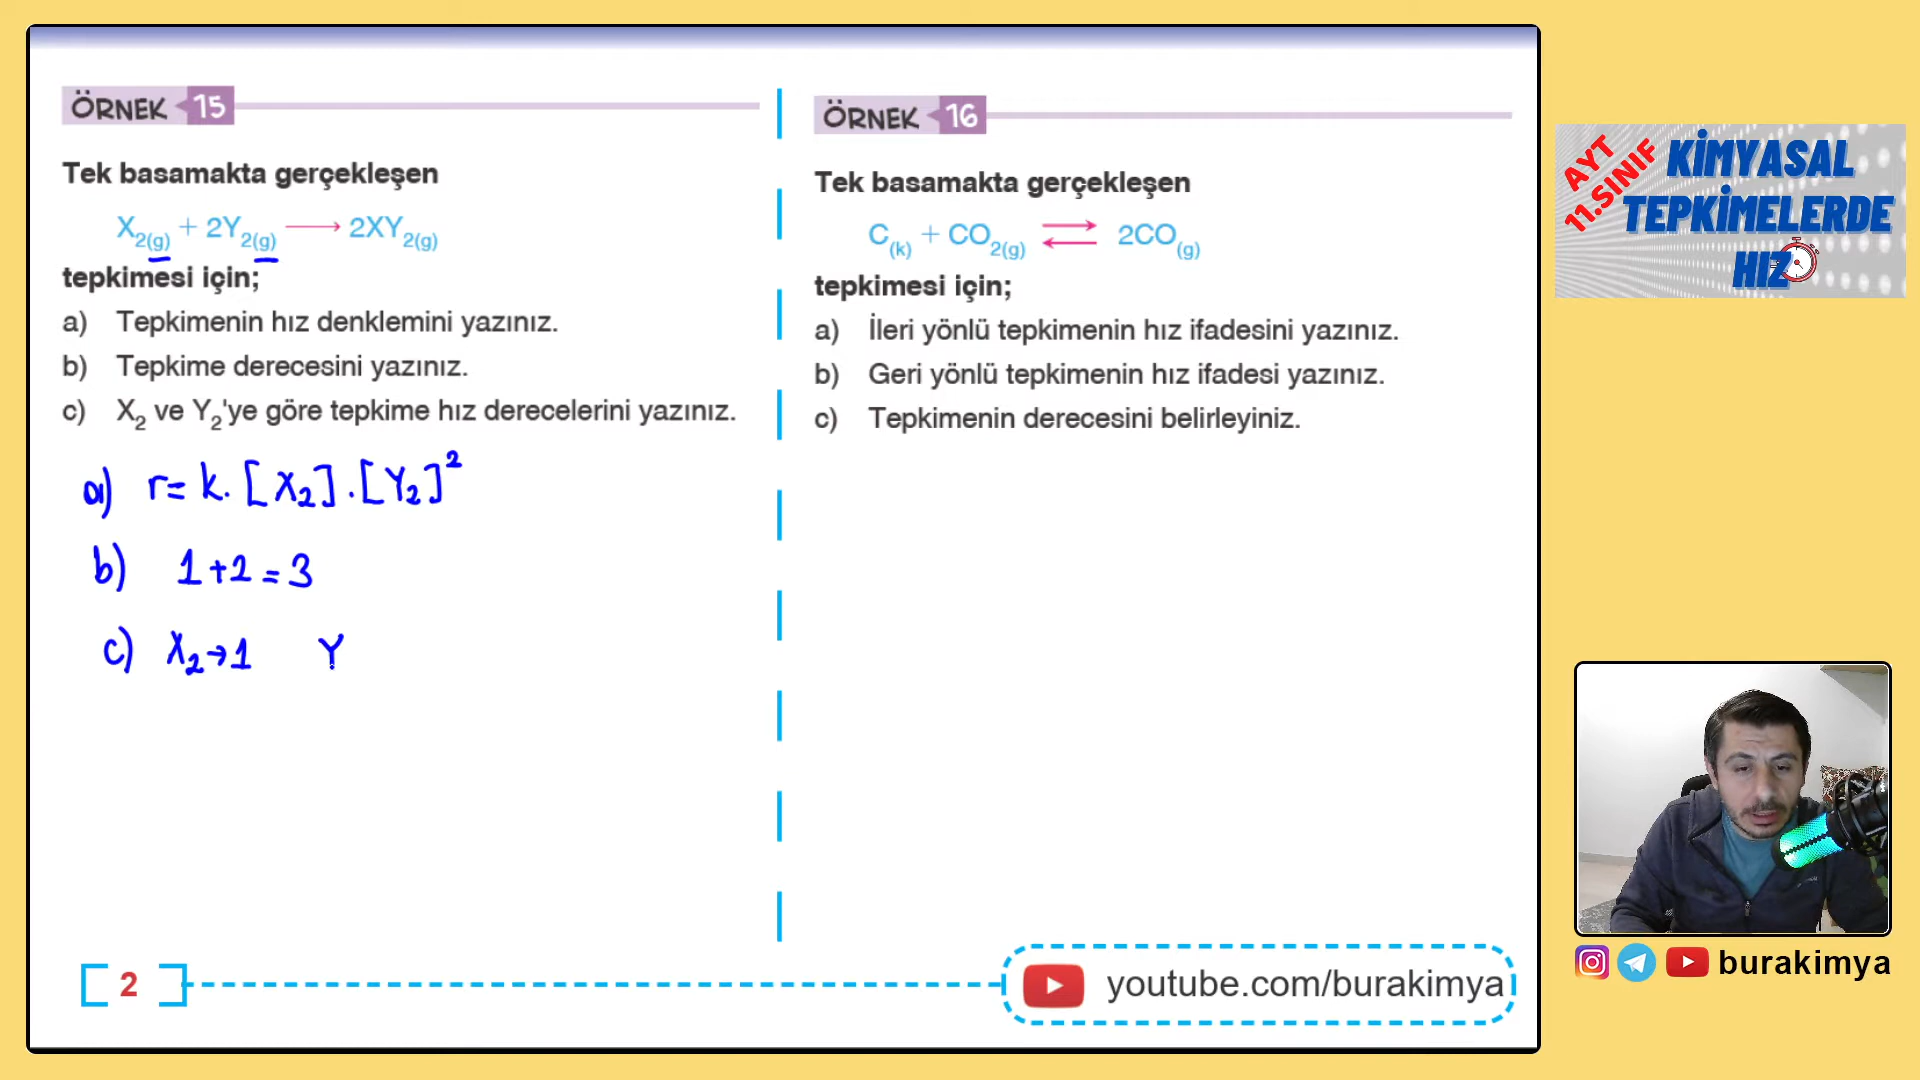 ÖRNEK 15
Tek basamakta gerçekleşen
X2(g) + 2Y2(g) ⟶ 2XY2(g)
tepkimesi için;
a) Tepkimenin hız denklemini yazınız.
b) Tepkime derecesini yazınız.
c) X2 ve Y2'ye göre tepkime hız derecelerini yazınız.
a) r = k. [X2] . [Y2]²
b) 1+2=3
c) X2→1 Y
ÖRNEK 16
Tek basamakta gerçekleşen
C(k) + CO2(g) ⇄ 2CO(g)
tepkimesi için;
a) İleri yönlü tepkimenin hız ifadesini yazınız.
b) Geri yönlü tepkimenin hız ifadesi yazınız.
c) Tepkimenin derecesini belirleyiniz.
2
youtube.com/burakimya
AYT
11.SINIF
KİMYASAL
TEPKİMELERDE
HIZ
burakimya